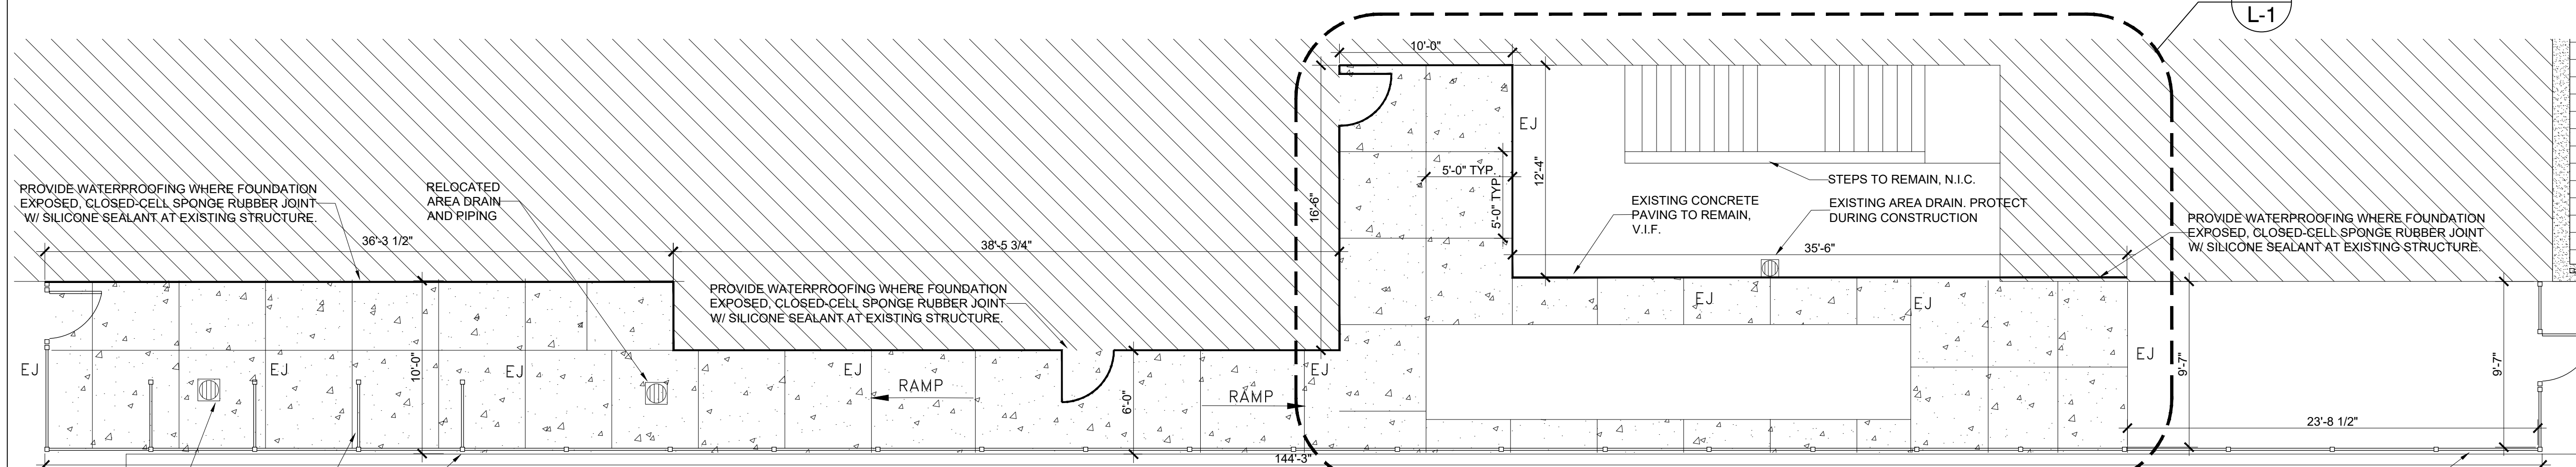 L-1
10'-0"
EJ
5'-0" TYP.
5'-0" TYP.
12'-4"
16'-6"
STEPS TO REMAIN, N.I.C.
EXISTING CONCRETE
PAVING TO REMAIN,
V.I.F.
EXISTING AREA DRAIN. PROTECT
DURING CONSTRUCTION
35'-6"
PROVIDE WATERPROOFING WHERE FOUNDATION
EXPOSED, CLOSED-CELL SPONGE RUBBER JOINT
W/ SILICONE SEALANT AT EXISTING STRUCTURE.
RELOCATED
AREA DRAIN
AND PIPING
PROVIDE WATERPROOFING WHERE FOUNDATION
EXPOSED, CLOSED-CELL SPONGE RUBBER JOINT
W/ SILICONE SEALANT AT EXISTING STRUCTURE.
36'-3 1/2"
38'-5 3/4"
PROVIDE WATERPROOFING WHERE FOUNDATION
EXPOSED, CLOSED-CELL SPONGE RUBBER JOINT
W/ SILICONE SEALANT AT EXISTING STRUCTURE.
EJ
EJ
EJ
EJ
10'-0"
EJ
EJ
RAMP
6'-0"
RAMP
EJ
EJ
9'-7"
9'-7"
23'-8 1/2"
144'-3"